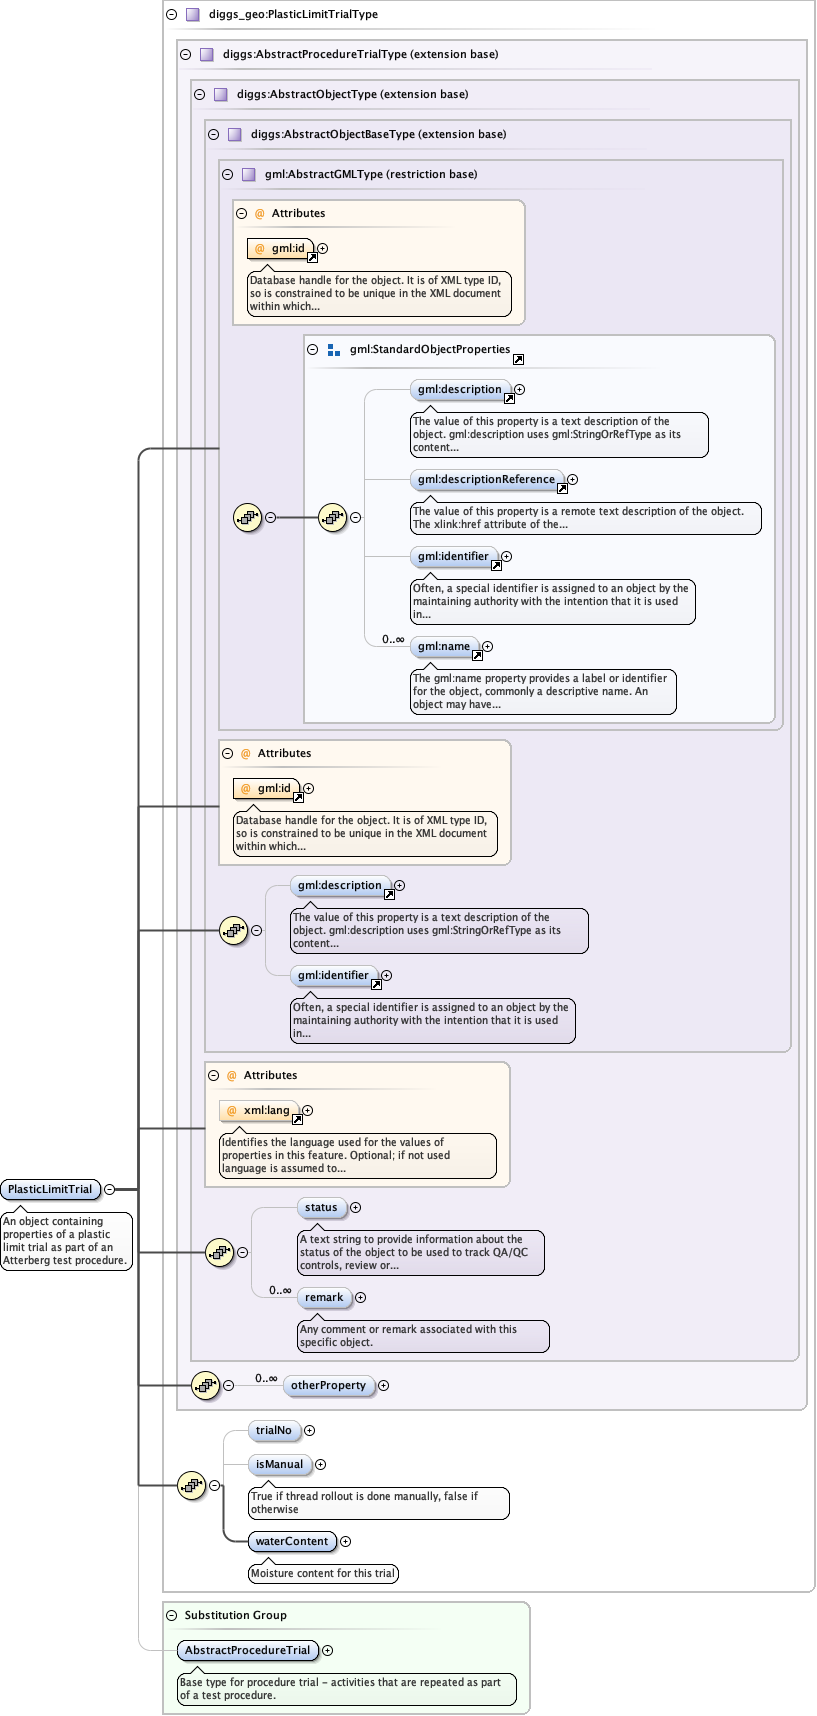 diggs_geo:PlasticLimitTrialType
diggs:AbstractProcedureTrialType (extension base)
diggs:AbstractObjectType (extension base)
diggs:AbstractObjectBaseType (extension base)
gml:AbstractGMLType (restriction base)
@ Attributes
@ gml:id
Database handle for the object. It is of XML type ID,
so is constrained to be unique in the XML document
within which...
gml:StandardObjectProperties
gml:description
The value of this property is a text description of the
object. gml:description uses gml:StringOrRefType as its
content...
gml:descriptionReference
The value of this property is a remote text description of the object.
The xlink:href attribute of the...
gml:identifier
Often, a special identifier is assigned to an object by the
maintaining authority with the intention that it is used
in...
0..∞
gml:name
The gml:name property provides a label or identifier
for the object, commonly a descriptive name. An
object may have...
@ Attributes
@ gml:id
Database handle for the object. It is of XML type ID,
so is constrained to be unique in the XML document
within which...
gml:description
The value of this property is a text description of the
object. gml:description uses gml:StringOrRefType as its
content...
gml:identifier
Often, a special identifier is assigned to an object by the
maintaining authority with the intention that it is used
in...
@ Attributes
@ xml:lang
Identifies the language used for the values of
properties in this feature. Optional; if not used
language is assumed to...
PlasticLimitTrial
An object containing
properties of a plastic
limit trial as part of an
Atterberg test procedure.
status
A text string to provide information about the
status of the object to be used to track QA/QC
controls, review or...
0..∞
remark
Any comment or remark associated with this
specific object.
0..∞
otherProperty
trialNo
isManual
True if thread rollout is done manually, false if
otherwise
waterContent
Moisture content for this trial
Substitution Group
AbstractProcedureTrial
Base type for procedure trial - activities that are repeated as part
of a test procedure.